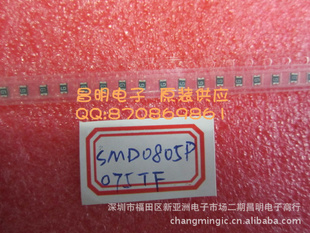 昌明电子 原装供应
QQ:870869861
SMD0805P
075TF
深圳市福田区新亚洲电子市场二期昌明电子商行
changmingic.cn.alibaba.com